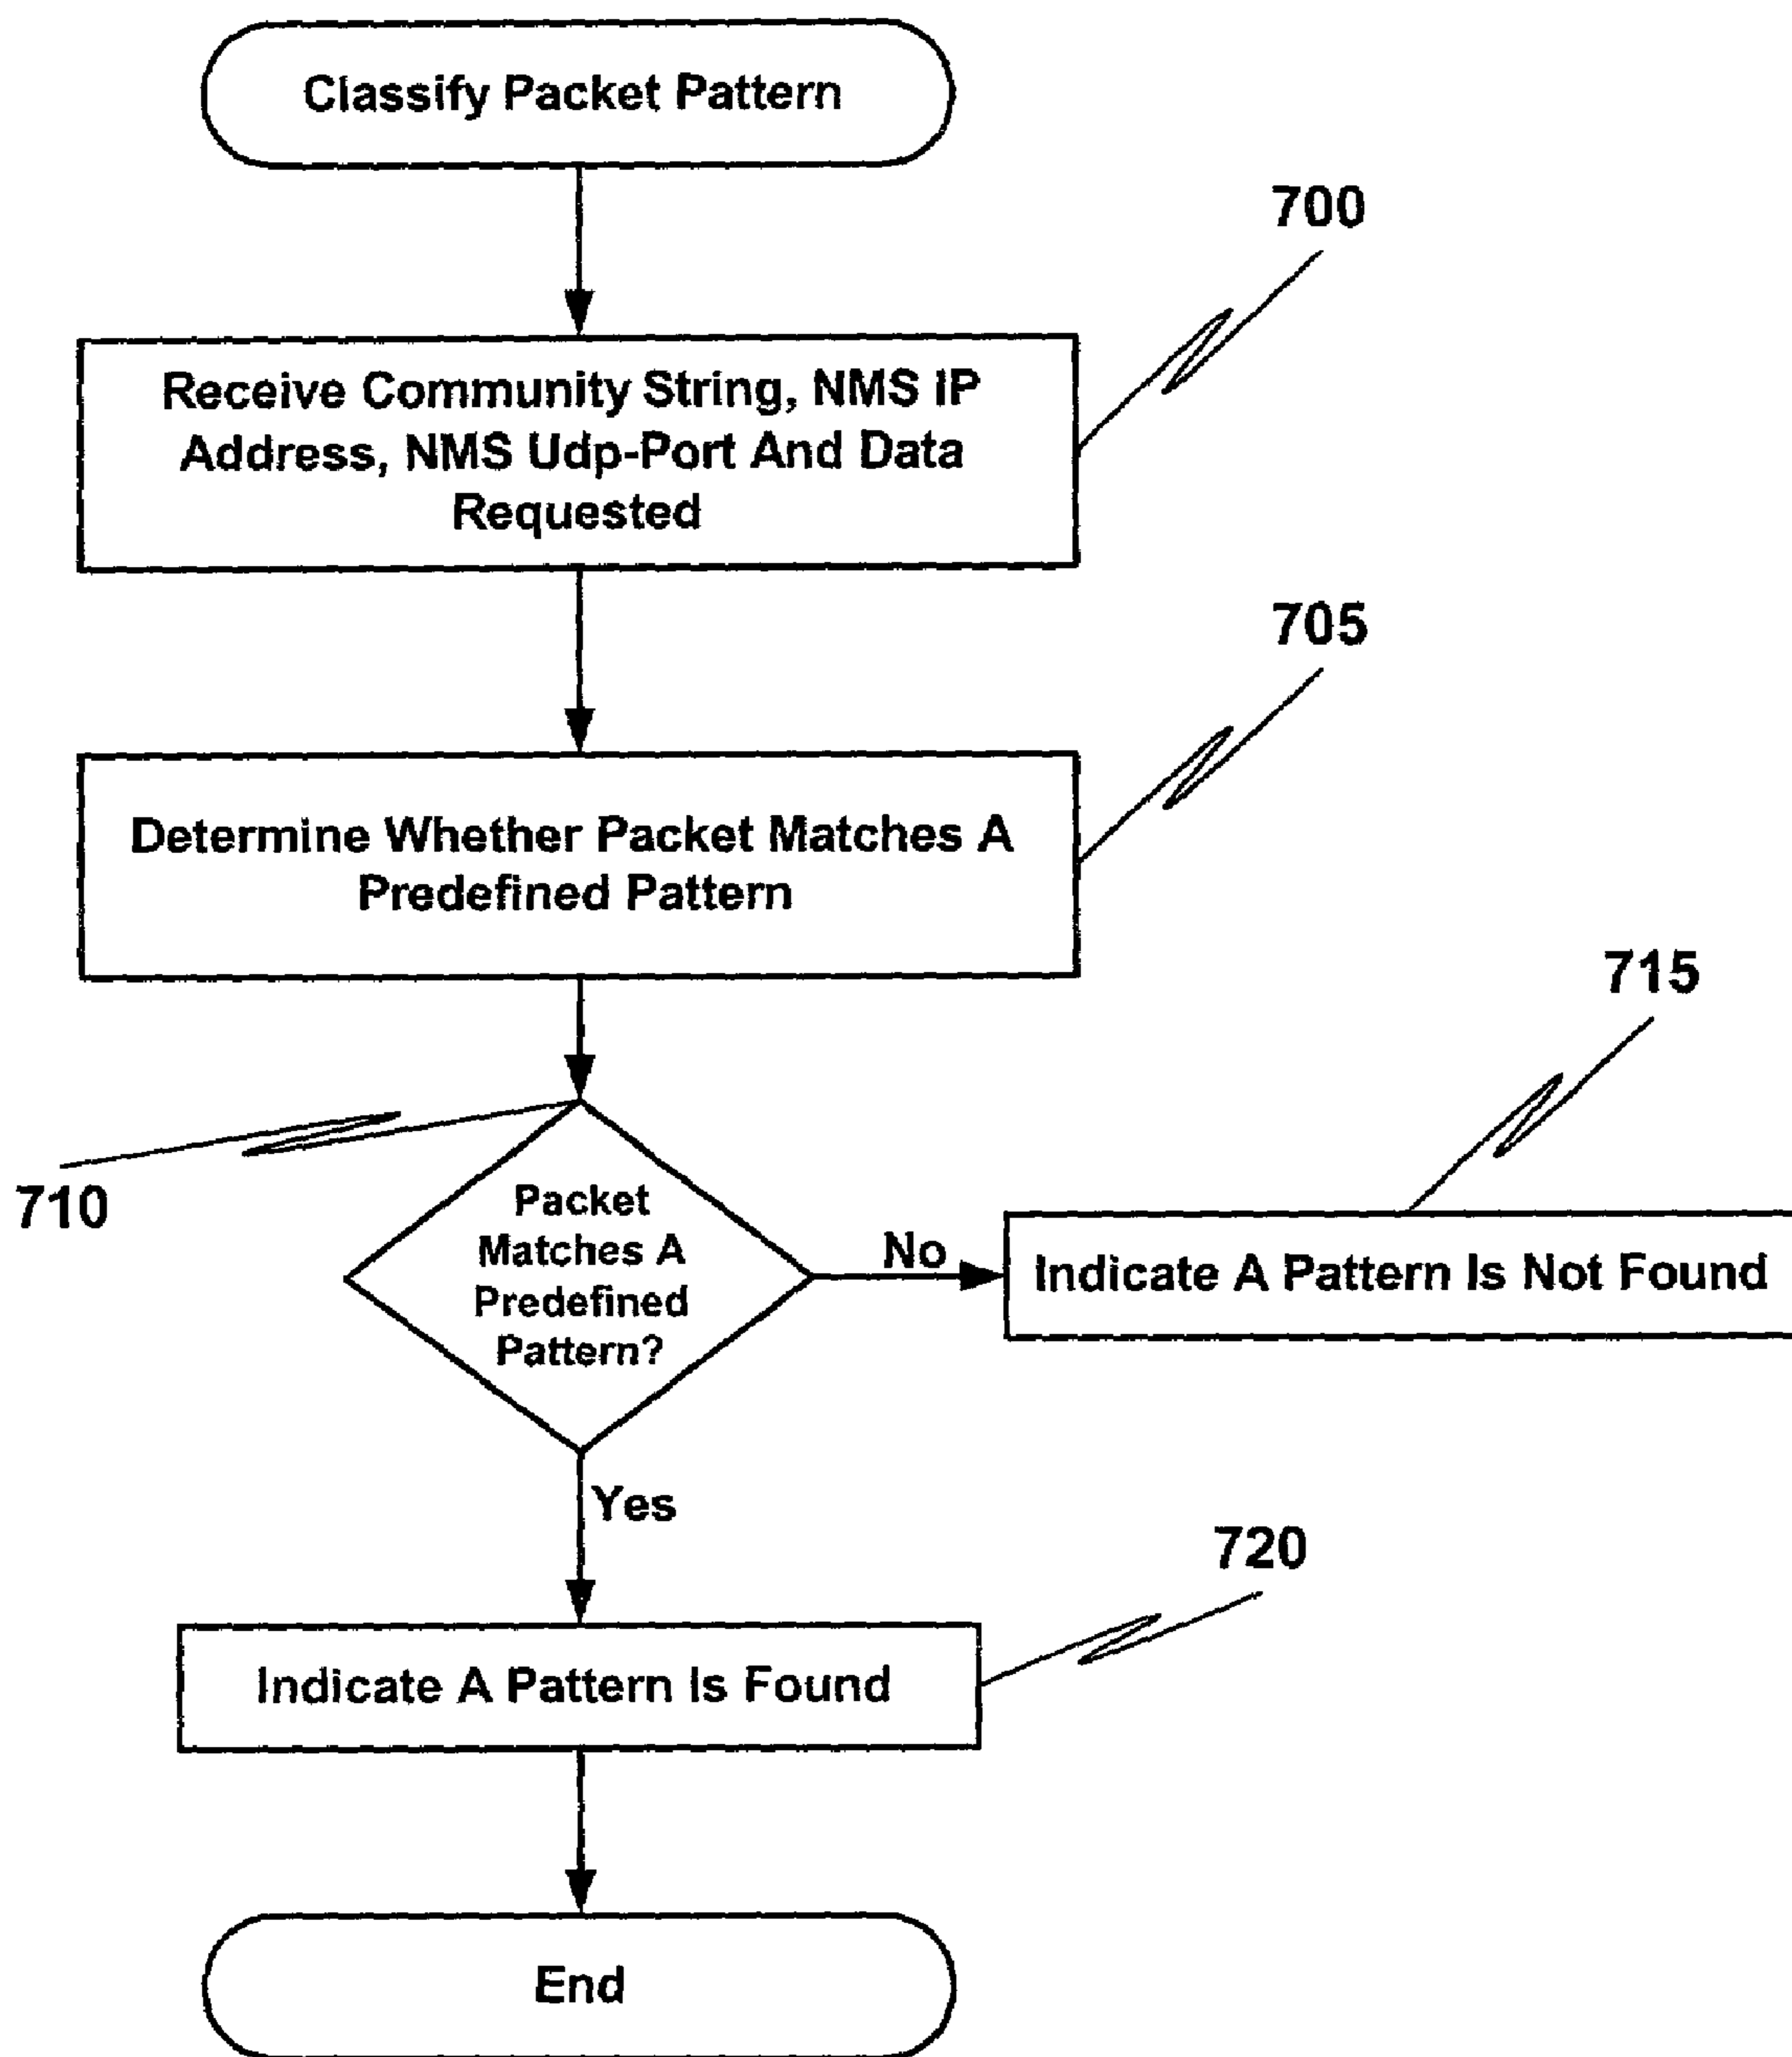 Classify Packet Pattern
700
Receive Community String, NMS IP
Address, NMS Udp-Port And Data
Requested
705
Determine Whether Packet Matches A
Predefined Pattern
715
710
Packet
Matches A
Predefined
Pattern?
No
Indicate A Pattern Is Not Found
Yes
720
Indicate A Pattern Is Found
End